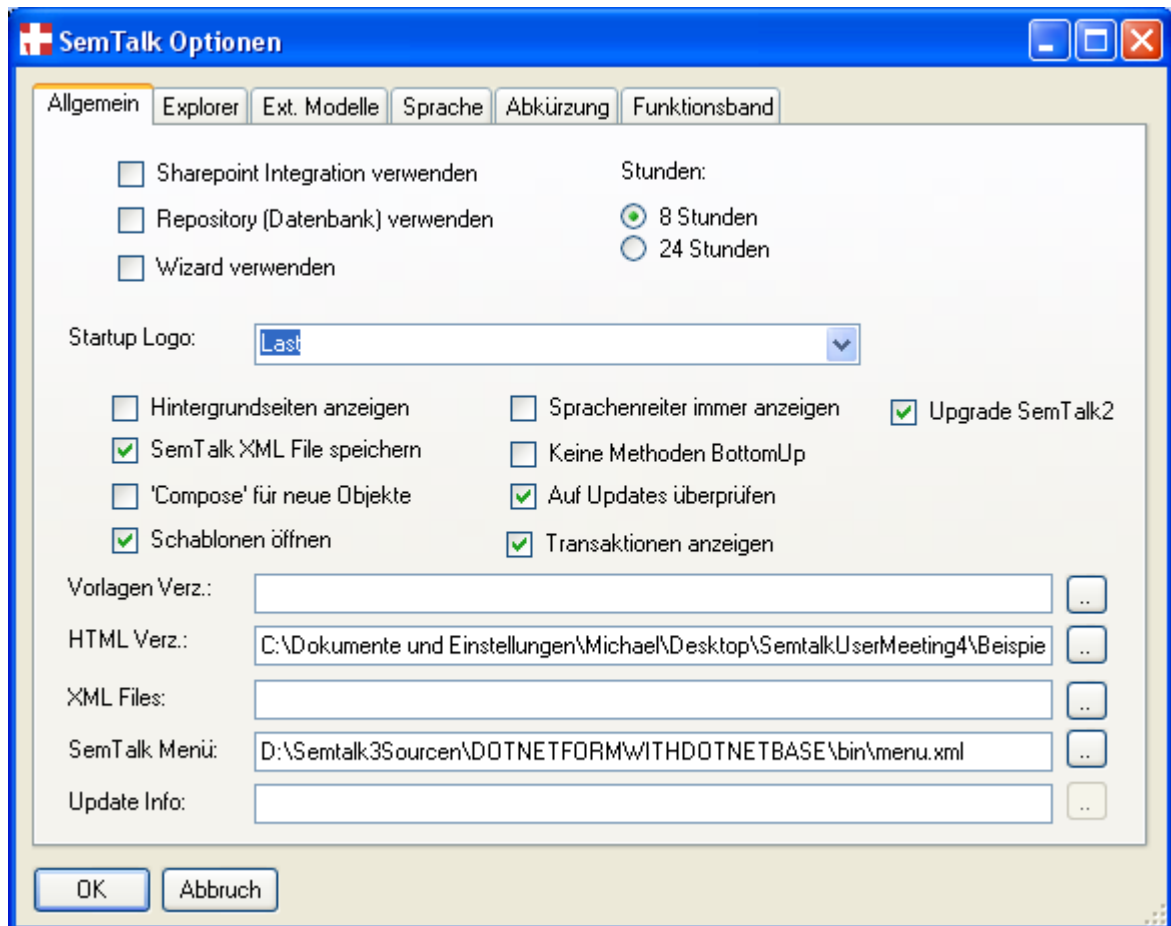 SemTalk Optionen
Allgemein Explorer Ext. Modelle Sprache Abkürzung Funktionsband
Sharepoint Integration verwenden Stunden:
Repository (Datenbank) verwenden 8 Stunden
24 Stunden
Wizard verwenden
Startup Logo: Last
Hintergrundseiten anzeigen Sprachenreiter immer anzeigen Upgrade SemTalk2
SemTalk XML File speichern Keine Methoden BottomUp
'Compose' für neue Objekte Auf Updates überprüfen
Schablonen öffnen Transaktionen anzeigen
Vorlagen Verz.: ..
HTML Verz.: C:\Dokumente und Einstellungen\Michael\Desktop\SemtalkUserMeeting4\Beispie ..
XML Files: ..
SemTalk Menü: D:\Semtalk3Sourcen\DOTNETFORMWITHDOTNETBASE\bin\menu.xml ..
Update Info: ..
OK Abbruch